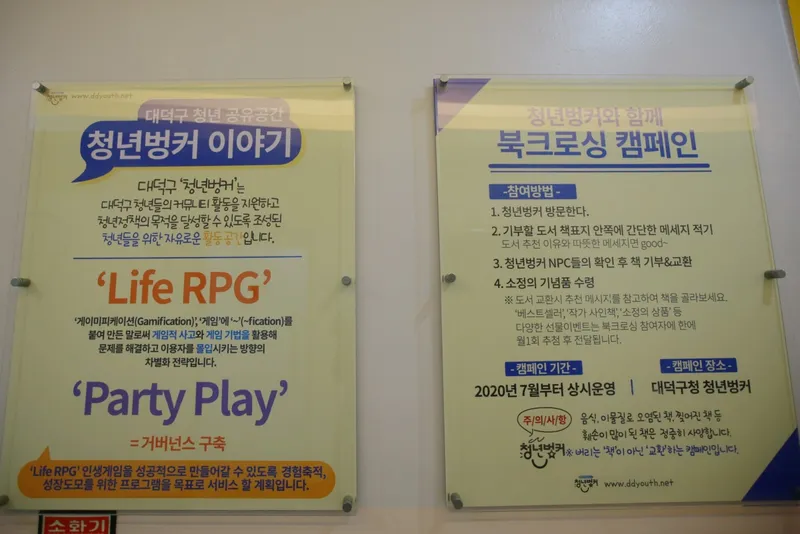 청년벙커 www.ddyouth.net
대덕구 청년 공유공간
청년벙커 이야기
대덕구 '청년벙커'는
대덕구 청년들의 커뮤니티 활동을 지원하고
청년정책의 목적을 달성할 수 있도록 조성된
청년들을 위한 자유로운 활동공간입니다.
'Life RPG'
'게이미피케이션(Gamification)', '게임'에 '~'(~fication)를
붙여 만든 말로써 게임적 사고와 게임 기법을 활용해
문제를 해결하고 이용자를 몰입시키는 방향의
차별화 전략입니다.
'Party Play'
= 거버넌스 구축
'Life RPG' 인생게임을 성공적으로 만들어갈 수 있도록 경험축적,
성장도모를 위한 프로그램을 목표로 서비스 할 계획입니다.
소화기
청년벙커와 함께
북크로싱 캠페인
-참여방법-
1. 청년벙커 방문한다.
2. 기부할 도서 책표지 안쪽에 간단한 메세지 적기
도서 추천 이유와 따뜻한 메세지면 good~
3. 청년벙커 NPC들의 확인 후 책 기부&교환
4. 소정의 기념품 수령
※ 도서 교환시 추천 메시지를 참고하여 책을 골라보세요.
'베스트셀러', '작가 사인책', '소정의 상품' 등
다양한 선물이벤트는 북크로싱 참여자에 한에
월1회 추첨 후 전달됩니다.
- 캠페인 기간 -
2020년 7월부터 상시운영
- 캠페인 장소 -
대덕구청 청년벙커
주/의/사/항
음식, 이물질로 오염된 책, 찢어진 책 등
훼손이 많이 된 책은 정중히 사양합니다.
청년벙커 버리는 '책'이 아닌 '교환'하는 캠페인입니다.
청년벙커 www.ddyouth.net